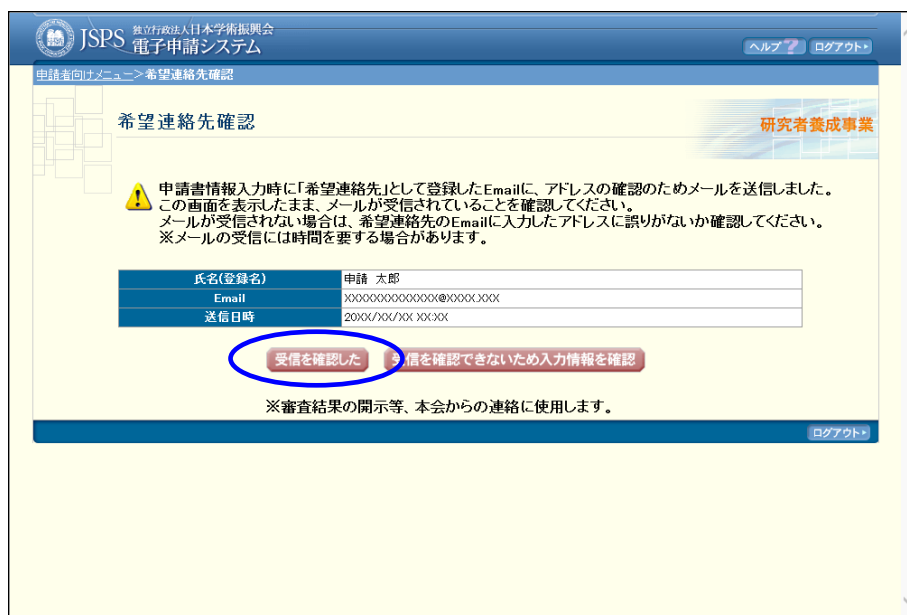 JSPS 独立行政法人日本学術振興会
電子申請システム
ヘルプ ? ログアウト
申請者向けメニュー>希望連絡先確認
希望連絡先確認
研究者養成事業
申請書情報入力時に「希望連絡先」として登録したEmailに、アドレスの確認のためメールを送信しました。
この画面を表示したまま、メールが受信されていることを確認してください。
メールが受信されない場合は、希望連絡先のEmailに入力したアドレスに誤りがないか確認してください。
※メールの受信には時間を要する場合があります。
氏名(登録名) 申請 太郎
Email XXXXXXXXXXXXXX@XXXX.XXX
送信日時 20XX/XX/XX XX:XX
受信を確認した 受信を確認できないため入力情報を確認
※審査結果の開示等、本会からの連絡に使用します。
ログアウト